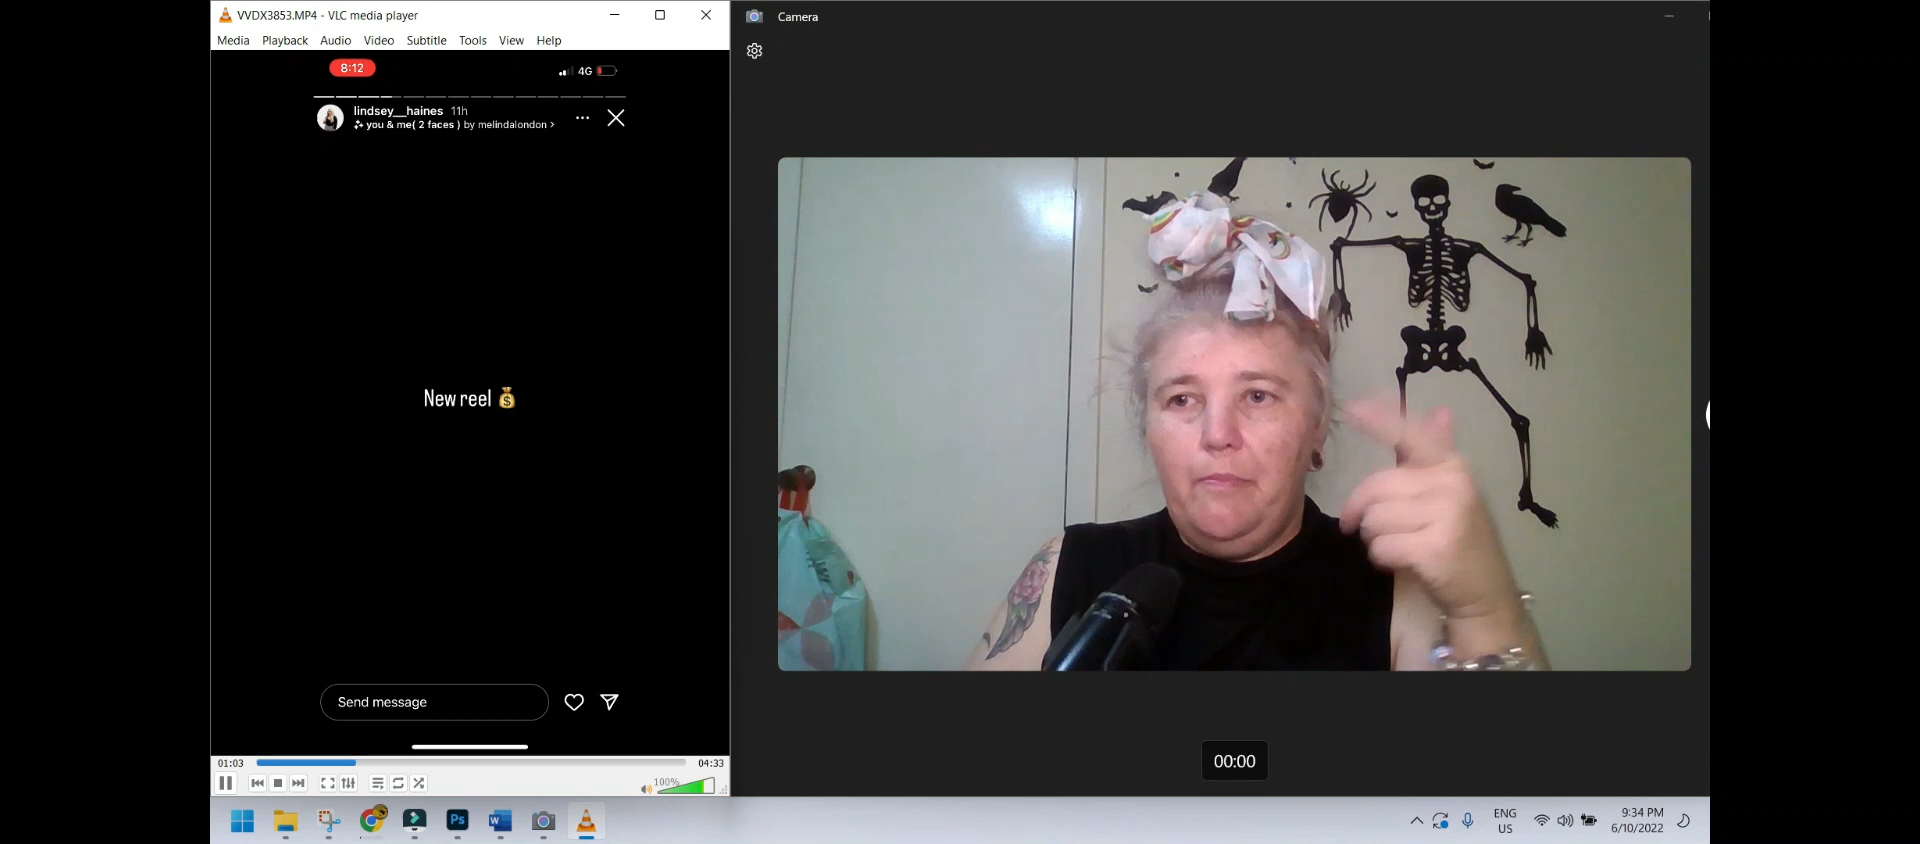 VVDX3853.MP4 - VLC media player
Media Playback Audio Video Subtitle Tools View Help
8:12
4G
lindsey__haines 11h
✨ you & me( 2 faces ) by melindalondon >
New reel 💰
Send message
01:03
04:33
100%
Camera
00:00
Ps
W
ENG
US
9:34 PM
6/10/2022